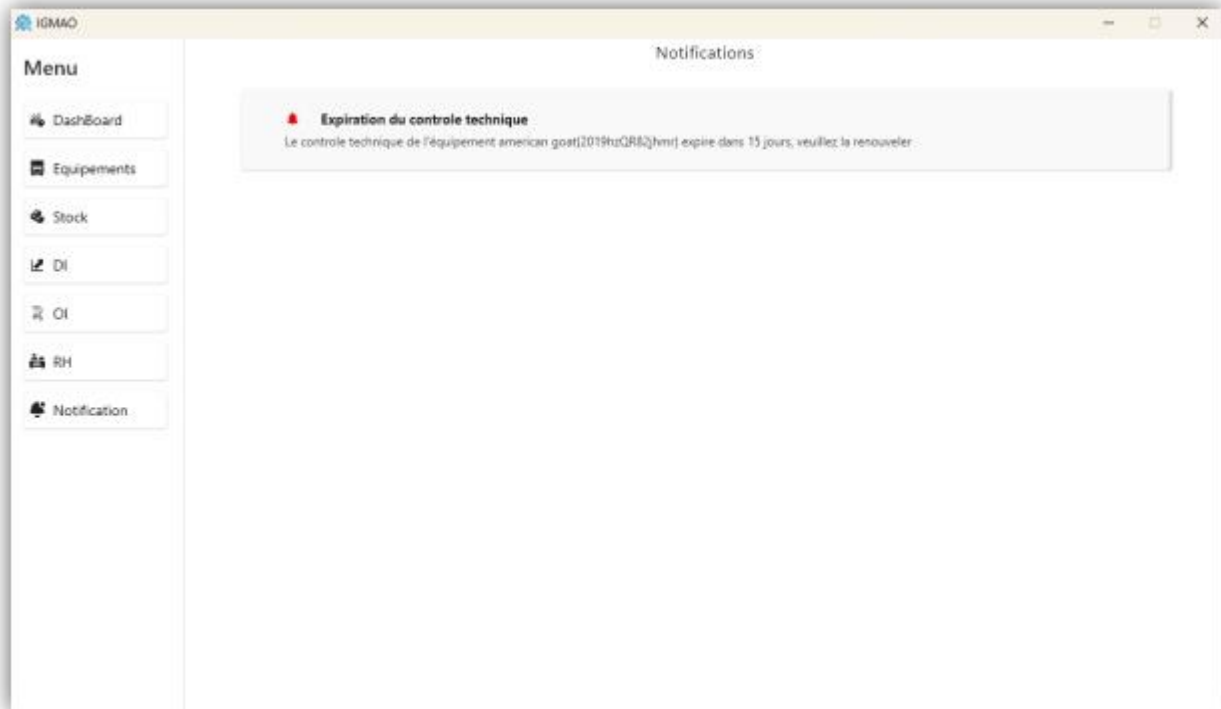 IGMAO
Menu
DashBoard
Equipements
Stock
DI
OI
RH
Notification
Notifications
Expiration du controle technique
Le controle technique de l'équipement american goat(2019hzQR82jhmr) expire dans 15 jours, veuillez la renouveler